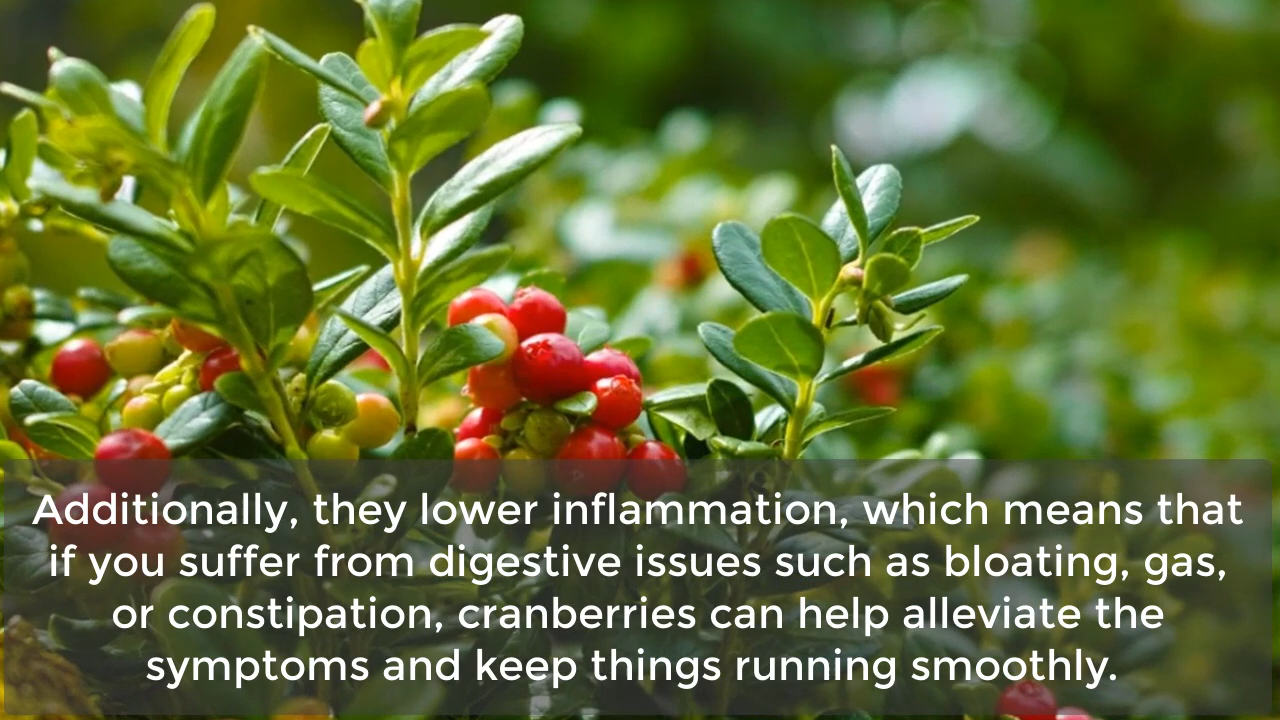 Additionally, they lower inflammation, which means that
if you suffer from digestive issues such as bloating, gas,
or constipation, cranberries can help alleviate the
symptoms and keep things running smoothly.